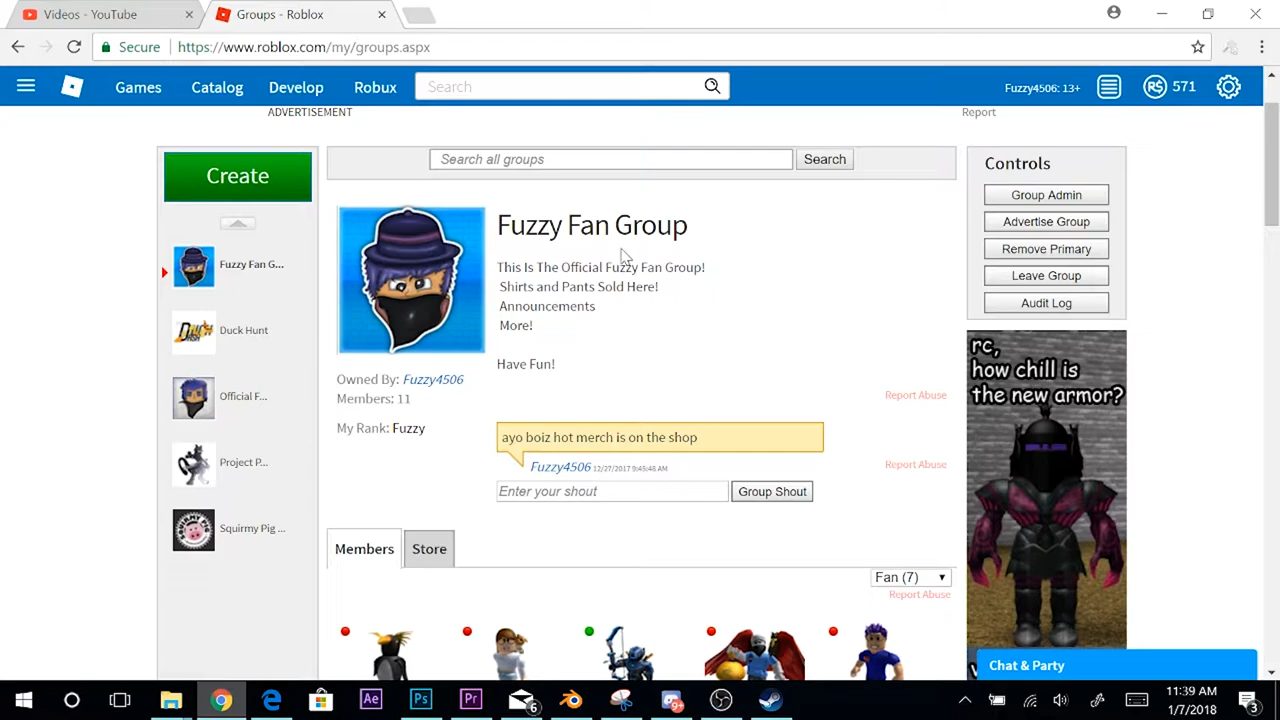 Videos - YouTube
Groups - Roblox
Secure
https://www.roblox.com/my/groups.aspx
Games
Catalog
Develop
Robux
Search
Fuzzy4506: 13+
R$ 571
ADVERTISEMENT
Report
Create
Fuzzy Fan G...
Duck Hunt
Official F...
Project P...
Squirmy Pig ...
Search all groups
Search
Fuzzy Fan Group
This Is The Official Fuzzy Fan Group!
Shirts and Pants Sold Here!
Announcements
More!
Have Fun!
Owned By: Fuzzy4506
Members: 11
My Rank: Fuzzy
Report Abuse
ayo boiz hot merch is on the shop
Fuzzy4506 12/27/2017 9:45:48 AM
Report Abuse
Enter your shout
Group Shout
Members
Store
Fan (7)
Report Abuse
Controls
Group Admin
Advertise Group
Remove Primary
Leave Group
Audit Log
rc,
how chill is
the new armor?
Chat & Party
Ae
Ps
Pr
6
9+
11:39 AM
1/7/2018
3